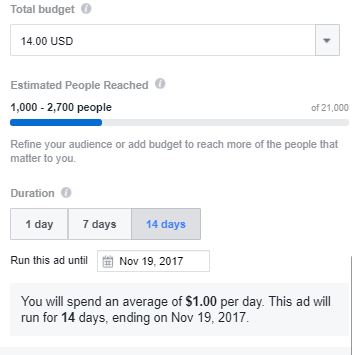 Total budget
14.00 USD
Estimated People Reached
1,000 - 2,700 people
of 21,000
Refine your audience or add budget to reach more of the people that
matter to you.
Duration
1 day
7 days
14 days
Run this ad until
Nov 19, 2017
You will spend an average of $1.00 per day. This ad will
run for 14 days, ending on Nov 19, 2017.